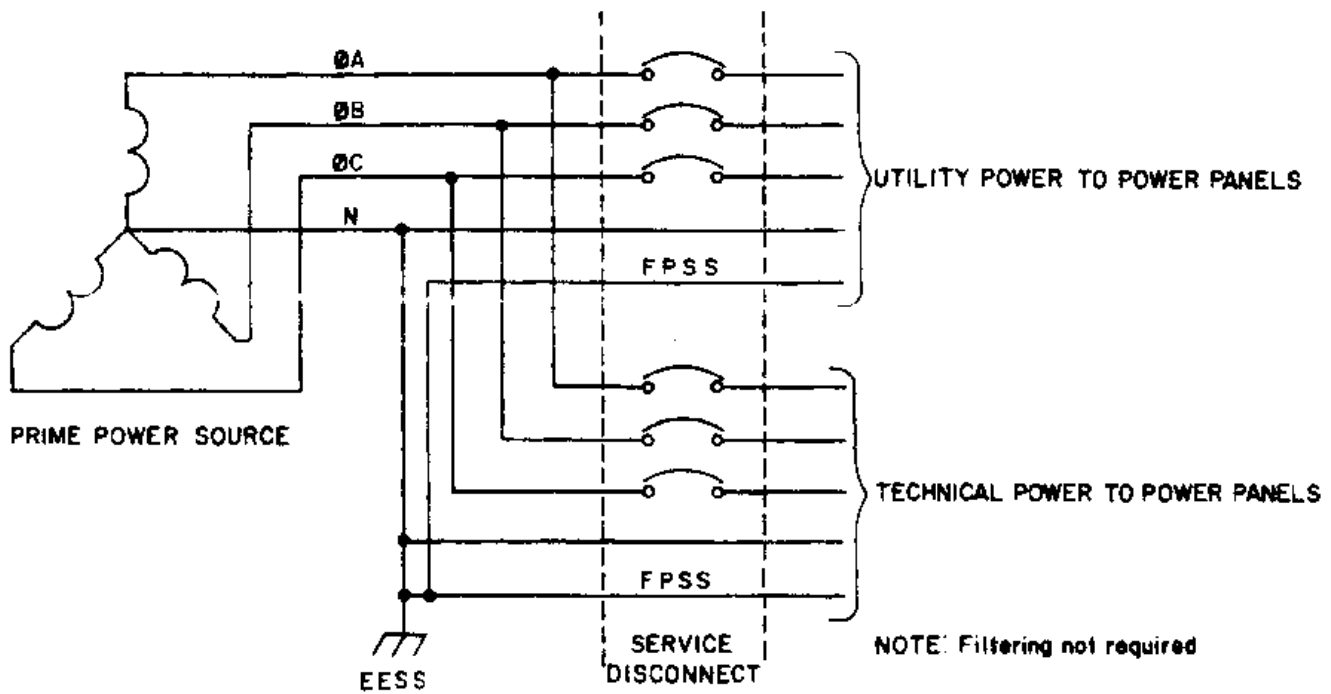 ØA
ØB
ØC
N
FPSS
UTILITY POWER TO POWER PANELS
PRIME POWER SOURCE
TECHNICAL POWER TO POWER PANELS
FPSS
EESS
SERVICE
DISCONNECT
NOTE: Filtering not required